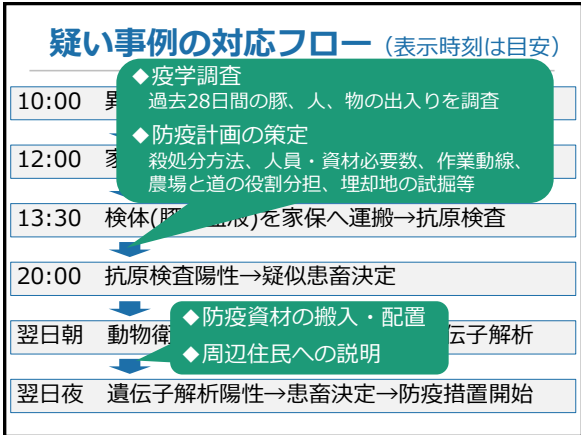 疑い事例の対応フロー（表示時刻は目安）
◆疫学調査
過去28日間の豚、人、物の出入りを調査
◆防疫計画の策定
殺処分方法、人員・資材必要数、作業動線、
農場と道の役割分担、埋却地の試掘等
10:00 異
12:00 家
13:30 検体(豚 液)を家保へ運搬→抗原検査
20:00 抗原検査陽性→疑似患畜決定
◆防疫資材の搬入・配置
◆周辺住民への説明
翌日朝 動物衛 伝子解析
翌日夜 遺伝子解析陽性→患畜決定→防疫措置開始